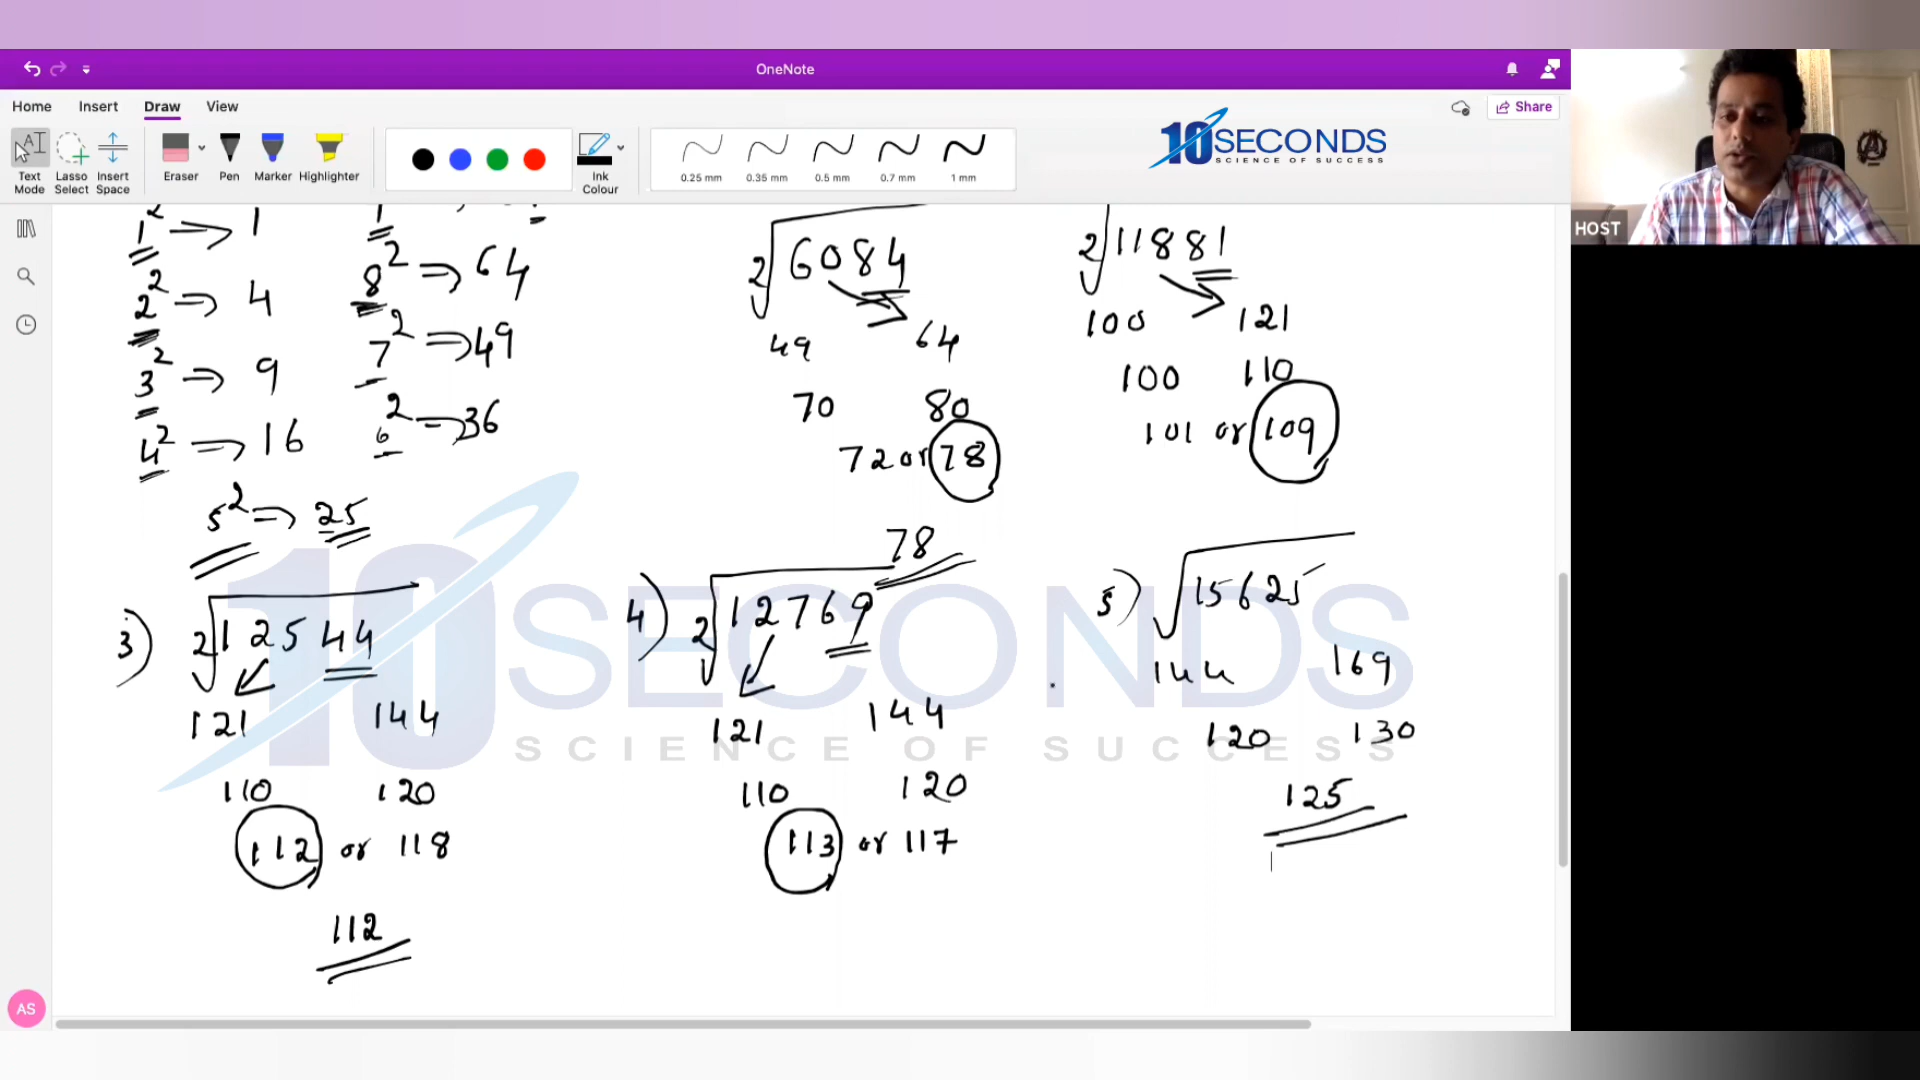 OneNote
Home Insert Draw View
Share
Text Mode
Lasso Select
Insert Space
Eraser
Pen
Marker
Highlighter
Ink Colour
0.25 mm 0.35 mm 0.5 mm 0.7 mm 1 mm
10SECONDS
SCIENCE OF SUCCESS
HOST
1² => 1
2² => 4
3² => 9
4² => 16
5² => 25
8² => 64
7² => 49
6² => 36
2√6084
49 64
70 80
72 or 78
78
2√11881
100 121
100 110
101 or 109
3) 2√12544
121 144
110 120
112 or 118
112
4) 2√12769
121 144
110 120
113 or 117
5) √15625
144 169
120 130
125
10SECONDS
SCIENCE OF SUCCESS
AS